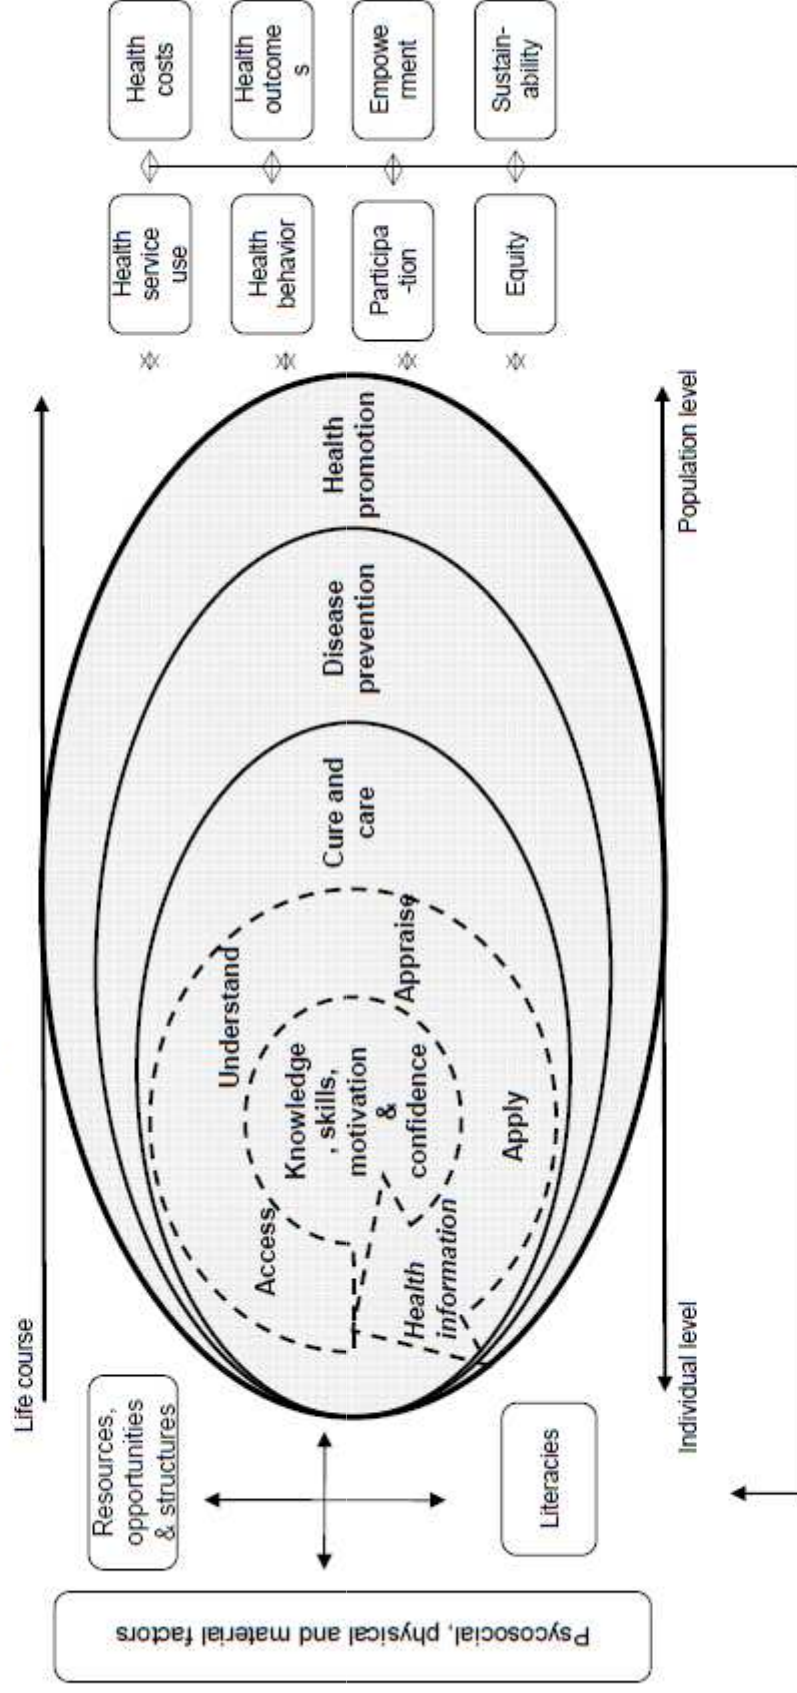 Life course
Psycosocial, physical and material factors
Resources,
opportunities
& structures
Literacies
Access
Understand
Appraise
Apply
Health
information
Knowledge
, skills,
motivation
&
confidence
Cure and
care
Disease
prevention
Health
promotion
Individual level
Population level
Health
service
use
Health
costs
Health
behavior
Health
outcome
s
Participa
-tion
Empowe
rment
Equity
Sustain-
ability